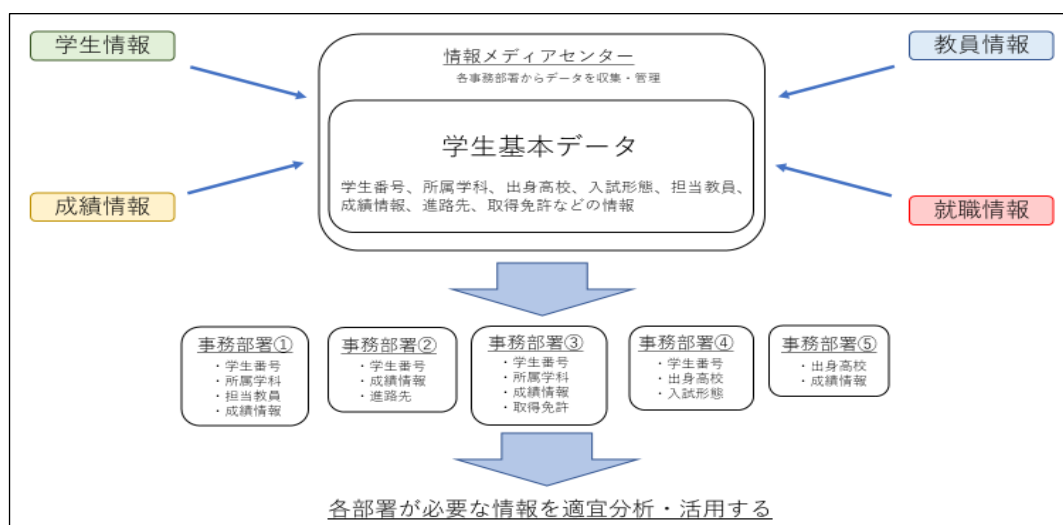 学生情報
教員情報
成績情報
就職情報
情報メディアセンター
各事務部署からデータを収集・管理
学生基本データ
学生番号、所属学科、出身高校、入試形態、担当教員、
成績情報、進路先、取得免許などの情報
事務部署①
・学生番号
・所属学科
・担当教員
・成績情報
事務部署②
・学生番号
・成績情報
・進路先
事務部署③
・学生番号
・所属学科
・成績情報
・取得免許
事務部署④
・学生番号
・出身高校
・入試形態
事務部署⑤
・出身高校
・成績情報
各部署が必要な情報を適宜分析・活用する